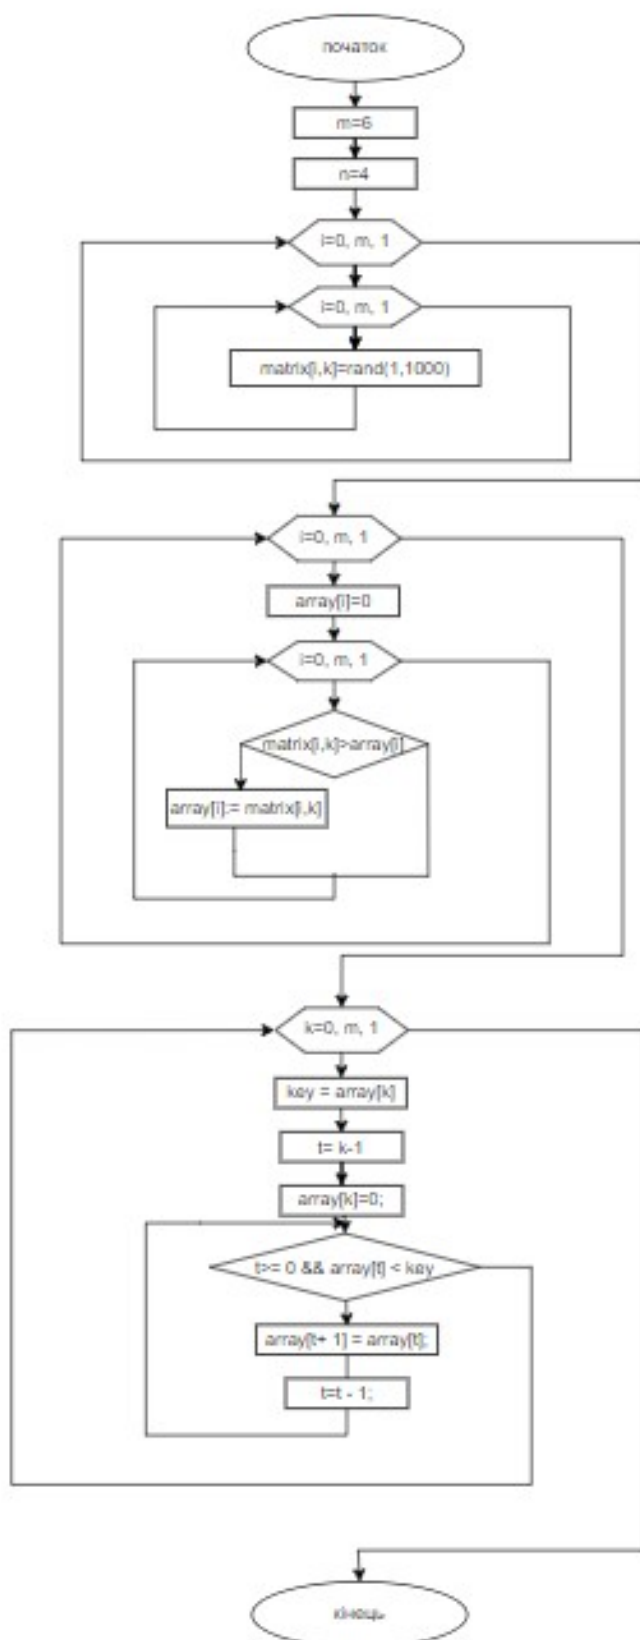 початок
m=6
n=4
i=0, m, 1
i=0, m, 1
matrix[i,k]=rand(1,1000)
i=0, m, 1
array[i]=0
i=0, m, 1
matrix[i,k]>array[i]
array[i]:= matrix[i,k]
k=0, m, 1
key = array[k]
t= k-1
array[k]=0;
t>= 0 && array[t] < key
array[t+ 1] = array[t];
t=t - 1;
кінець